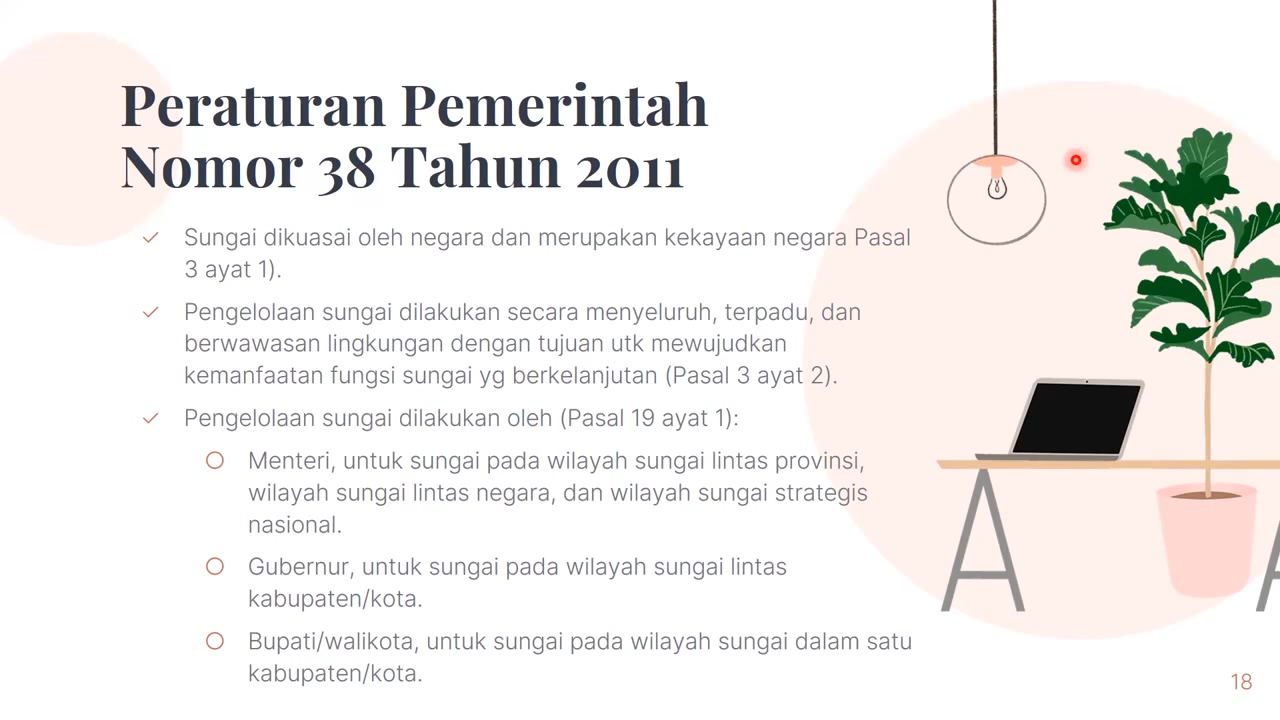 Peraturan Pemerintah
Nomor 38 Tahun 2011
Sungai dikuasai oleh negara dan merupakan kekayaan negara Pasal
3 ayat 1).
Pengelolaan sungai dilakukan secara menyeluruh, terpadu, dan
berwawasan lingkungan dengan tujuan utk mewujudkan
kemanfaatan fungsi sungai yg berkelanjutan (Pasal 3 ayat 2).
Pengelolaan sungai dilakukan oleh (Pasal 19 ayat 1):
Menteri, untuk sungai pada wilayah sungai lintas provinsi,
wilayah sungai lintas negara, dan wilayah sungai strategis
nasional.
Gubernur, untuk sungai pada wilayah sungai lintas
kabupaten/kota.
Bupati/walikota, untuk sungai pada wilayah sungai dalam satu
kabupaten/kota.
18